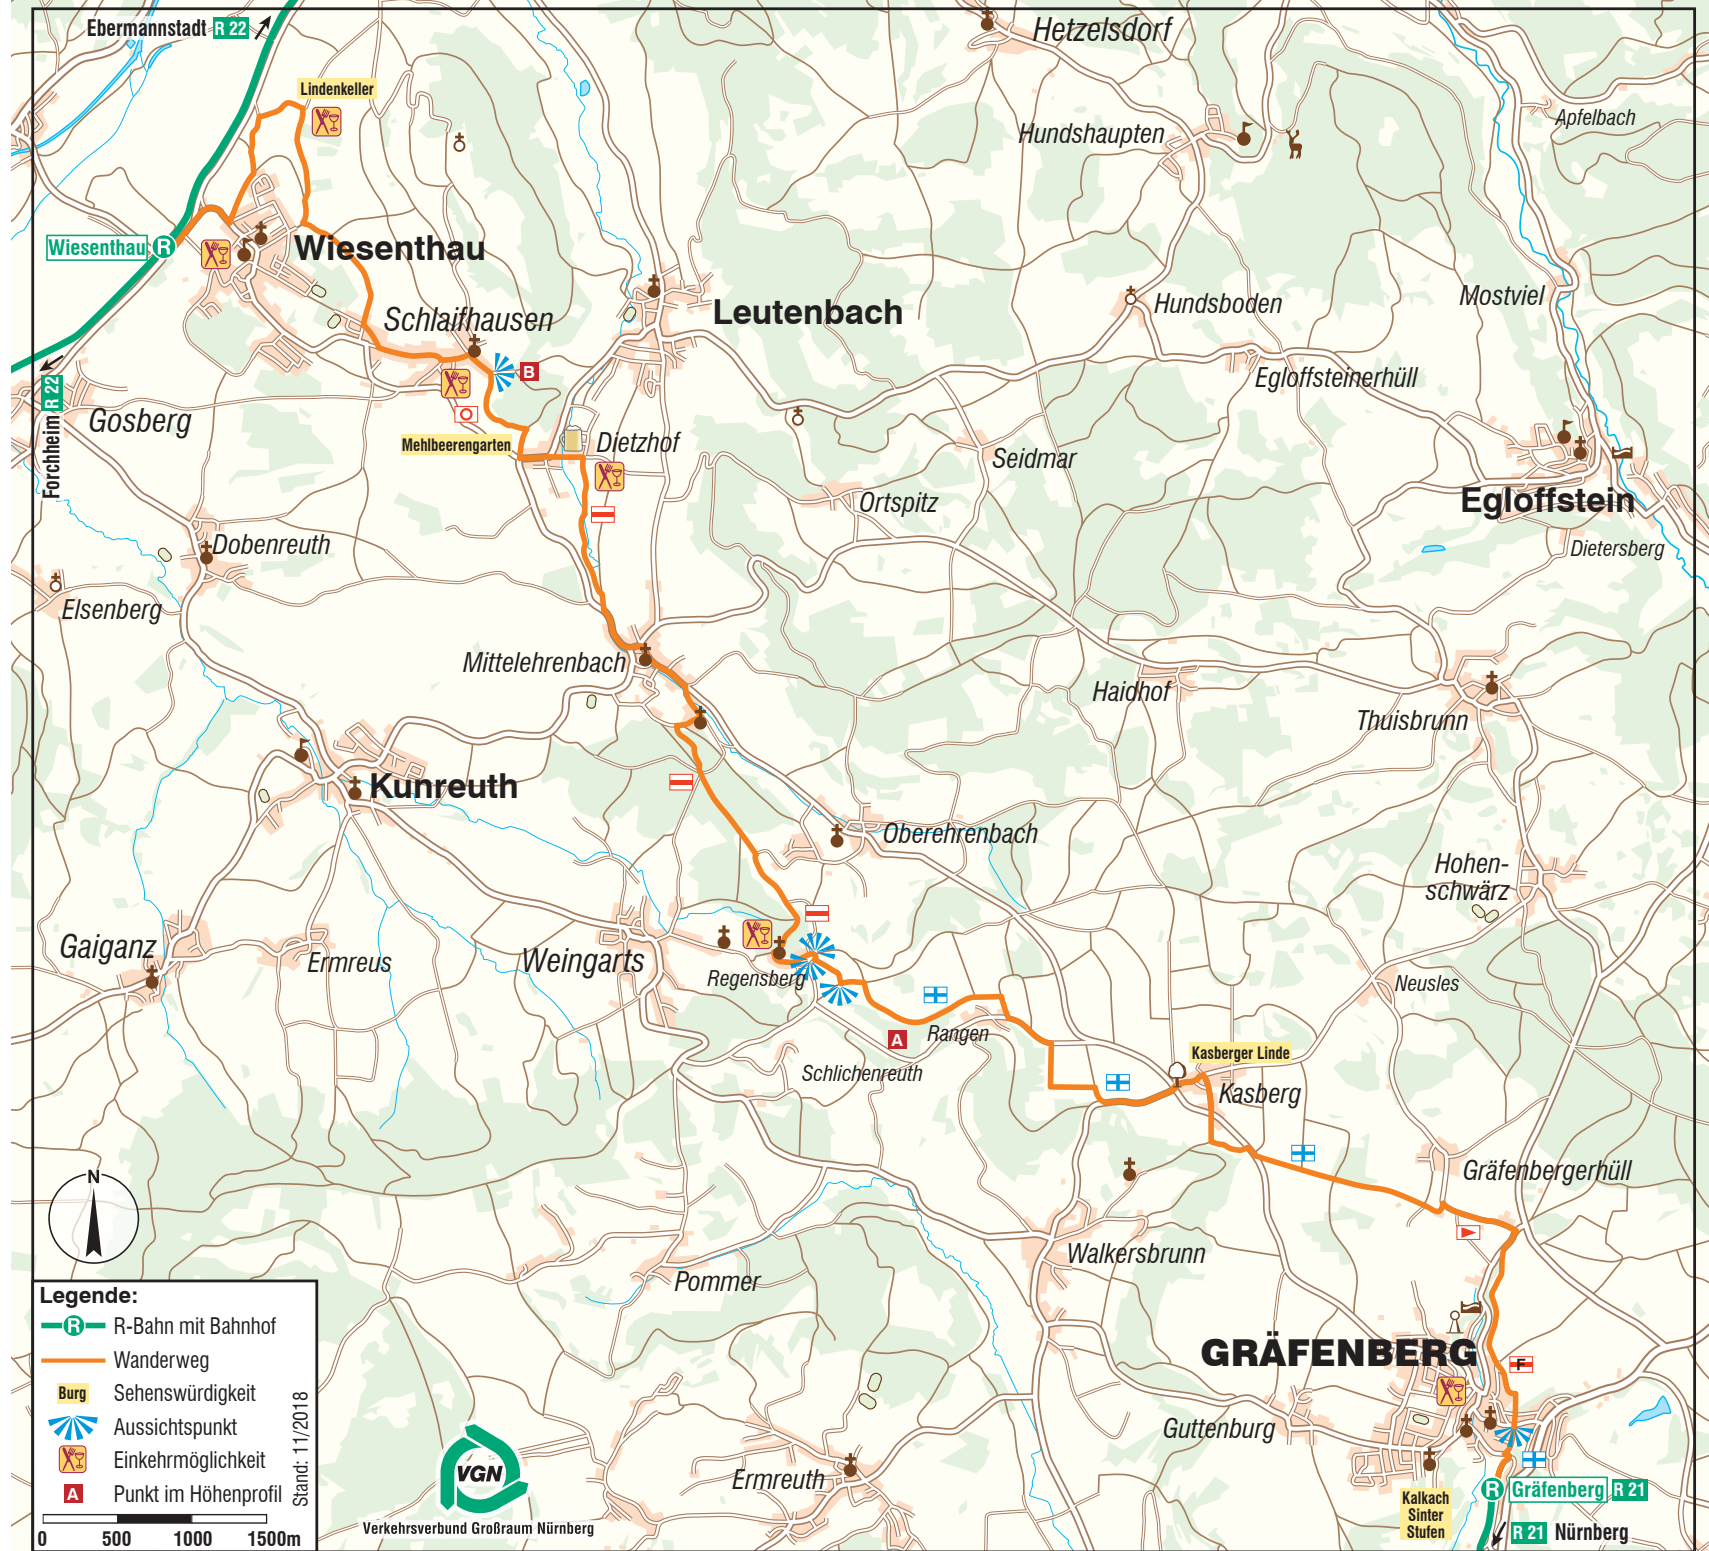 Ebermannstadt R 22
Hetzelsdorf
Lindenkeller
Apfelbach
Hundshaupten
Wiesenthau R
Wiesenthau
Schlaifhausen
Leutenbach
Hundsboden
Mostviel
B
Egloffsteinerhüll
Forchheim R 22
Gosberg
Mehlbeerengarten
Dietzhof
Seidmar
Ortspitz
Egloffstein
Dobenreuth
Dietersberg
Elsenberg
Mittelehrenbach
Haidhof
Thuisbrunn
Kunreuth
Oberehrenbach
Hohen-
schwärz
Gaiganz
Ermreus
Weingarts
Regensberg
Neusles
A
Rangen
Schlichenreuth
Kasberger Linde
Kasberg
Gräfenbergerhüll
N
Walkersbrunn
Pommer
GRÄFENBERG
F
Guttenburg
Ermreuth
Kalkach
Sinter
Stufen
R Gräfenberg R 21
R 21 Nürnberg
Legende:
R R-Bahn mit Bahnhof
Wanderweg
Burg Sehenswürdigkeit
Aussichtspunkt
Einkehrmöglichkeit
A Punkt im Höhenprofil
0 500 1000 1500m
Stand: 11/2018
VGN
Verkehrsverbund Großraum Nürnberg